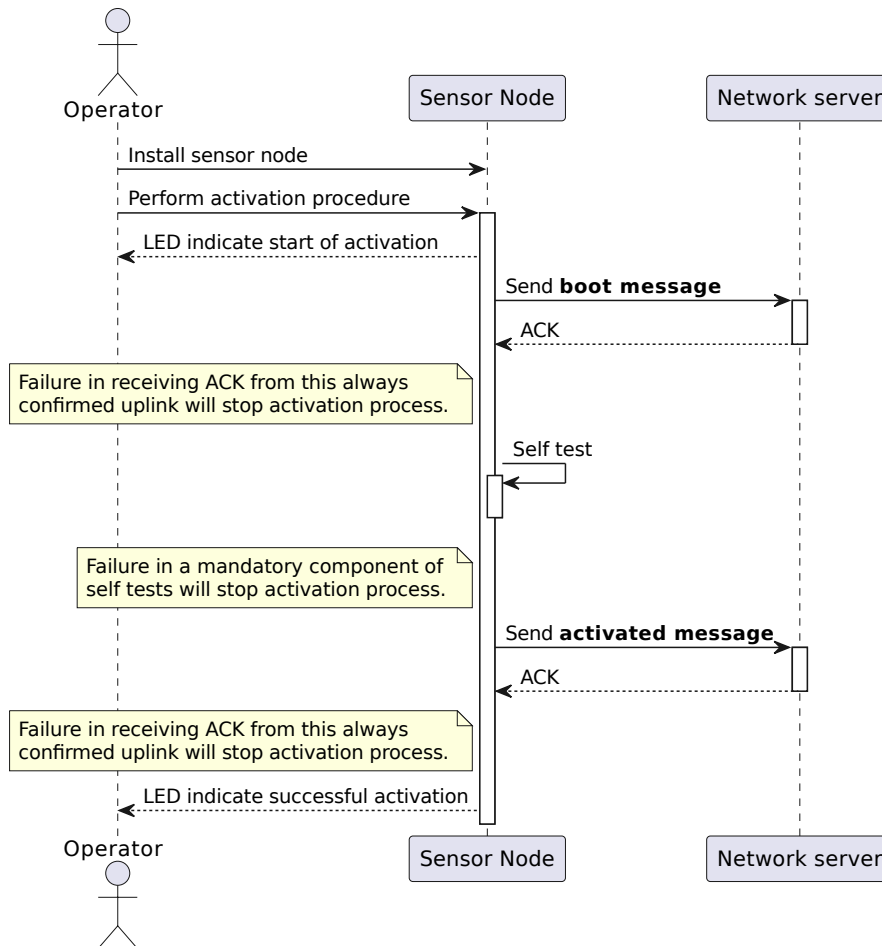 Operator
Sensor Node
Network server
Install sensor node
Perform activation procedure
LED indicate start of activation
Send boot message
ACK
Failure in receiving ACK from this always
confirmed uplink will stop activation process.
Self test
Failure in a mandatory component of
self tests will stop activation process.
Send activated message
ACK
Failure in receiving ACK from this always
confirmed uplink will stop activation process.
LED indicate successful activation
Operator
Sensor Node
Network server